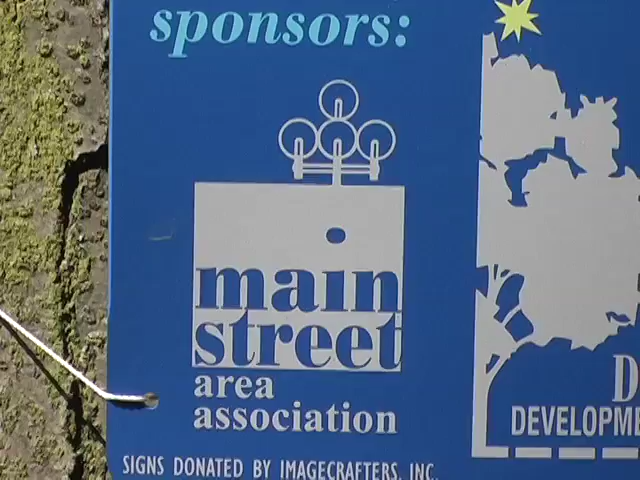 sponsors:
main
street
area
association
DEVELOPME
SIGNS DONATED BY IMAGECRAFTERS, INC.